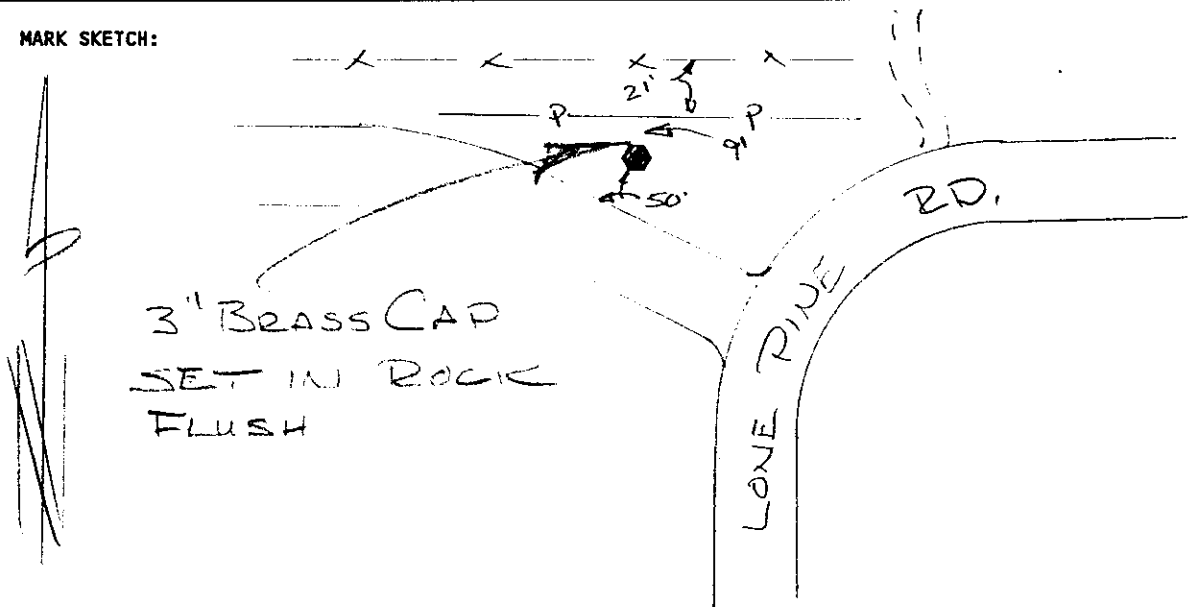 MARK SKETCH:
X X X X
21'
P P
9'
50'
LONE PINE RD.
3" BRASS CAP
SET IN ROCK
FLUSH
N